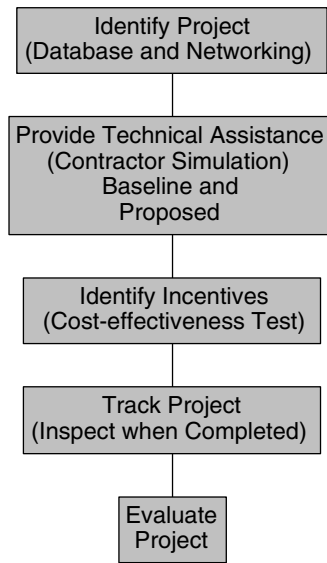 Identify Project
(Database and Networking)
Provide Technical Assistance
(Contractor Simulation)
Baseline and
Proposed
Identify Incentives
(Cost-effectiveness Test)
Track Project
(Inspect when Completed)
Evaluate
Project